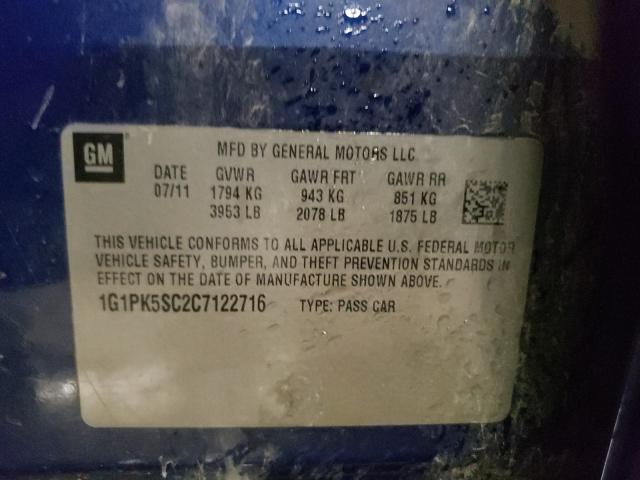 GM
MFD BY GENERAL MOTORS LLC
DATE GVWR GAWR FRT GAWR RR
07/11 1794 KG 943 KG 851 KG
3953 LB 2078 LB 1875 LB
THIS VEHICLE CONFORMS TO ALL APPLICABLE U.S. FEDERAL MOTOR
VEHICLE SAFETY, BUMPER, AND THEFT PREVENTION STANDARDS IN
EFFECT ON THE DATE OF MANUFACTURE SHOWN ABOVE.
1G1PK5SC2C7122716 TYPE: PASS CAR